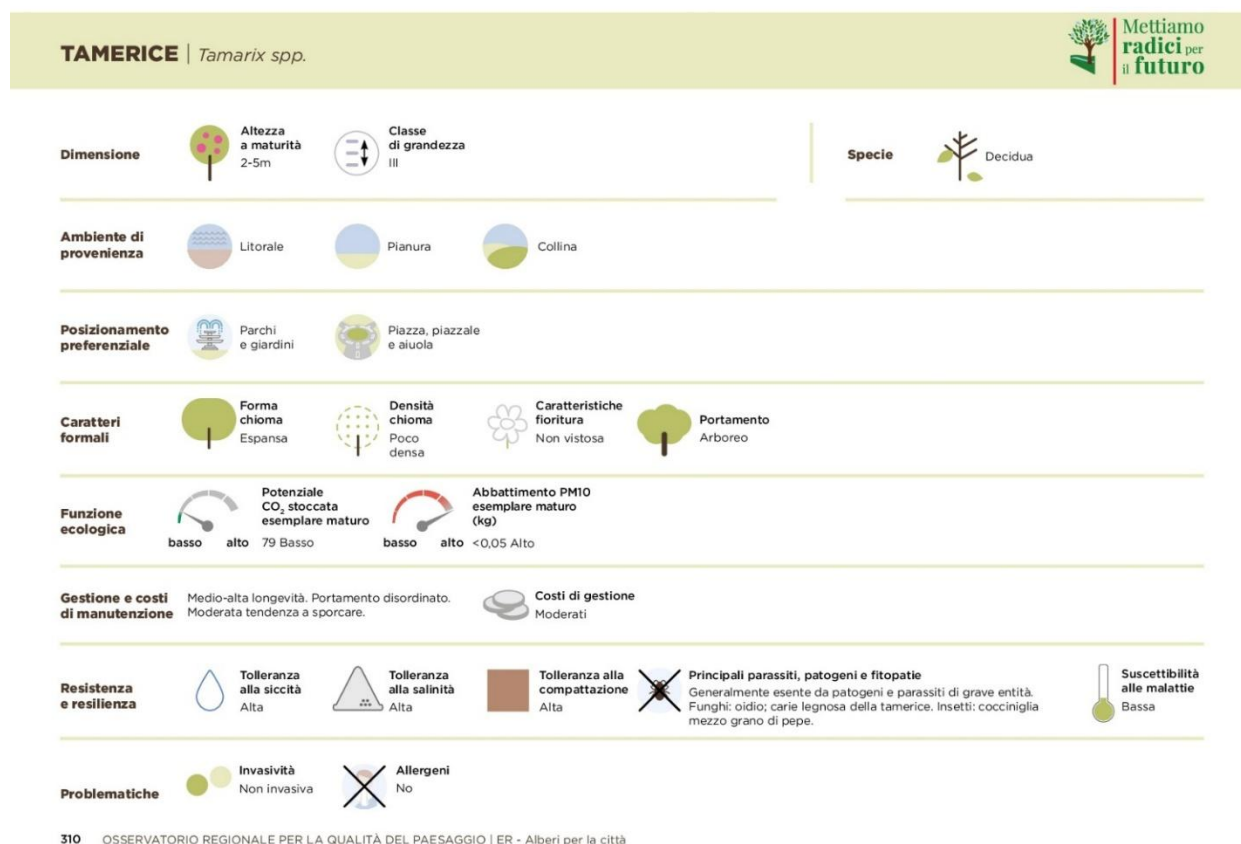 TAMERICE | Tamarix spp.
Mettiamo
radici per
il futuro
Dimensione
Altezza
a maturità
2-5m
Classe
di grandezza
III
Specie
Decidua
Ambiente di
provenienza
Litorale
Pianura
Collina
Posizionamento
preferenziale
Parchi
e giardini
Piazza, piazzale
e aiuola
Caratteri
formali
Forma
chioma
Espansa
Densità
chioma
Poco
densa
Caratteristiche
fioritura
Non vistosa
Portamento
Arboreo
Funzione
ecologica
basso alto
Potenziale
CO₂ stoccata
esemplare maturo
79 Basso
basso alto
Abbattimento PM10
esemplare maturo
(kg)
<0,05 Alto
Gestione e costi
di manutenzione
Medio-alta longevità. Portamento disordinato.
Moderata tendenza a sporcare.
Costi di gestione
Moderati
Resistenza
e resilienza
Tolleranza
alla siccità
Alta
Tolleranza
alla salinità
Alta
Tolleranza alla
compattazione
Alta
Principali parassiti, patogeni e fitopatie
Generalmente esente da patogeni e parassiti di grave entità.
Funghi: oidio; carie legnosa della tamerice. Insetti: cocciniglia
mezzo grano di pepe.
Suscettibilità
alle malattie
Bassa
Problematiche
Invasività
Non invasiva
Allergeni
No
310 OSSERVATORIO REGIONALE PER LA QUALITÀ DEL PAESAGGIO | ER - Alberi per la città